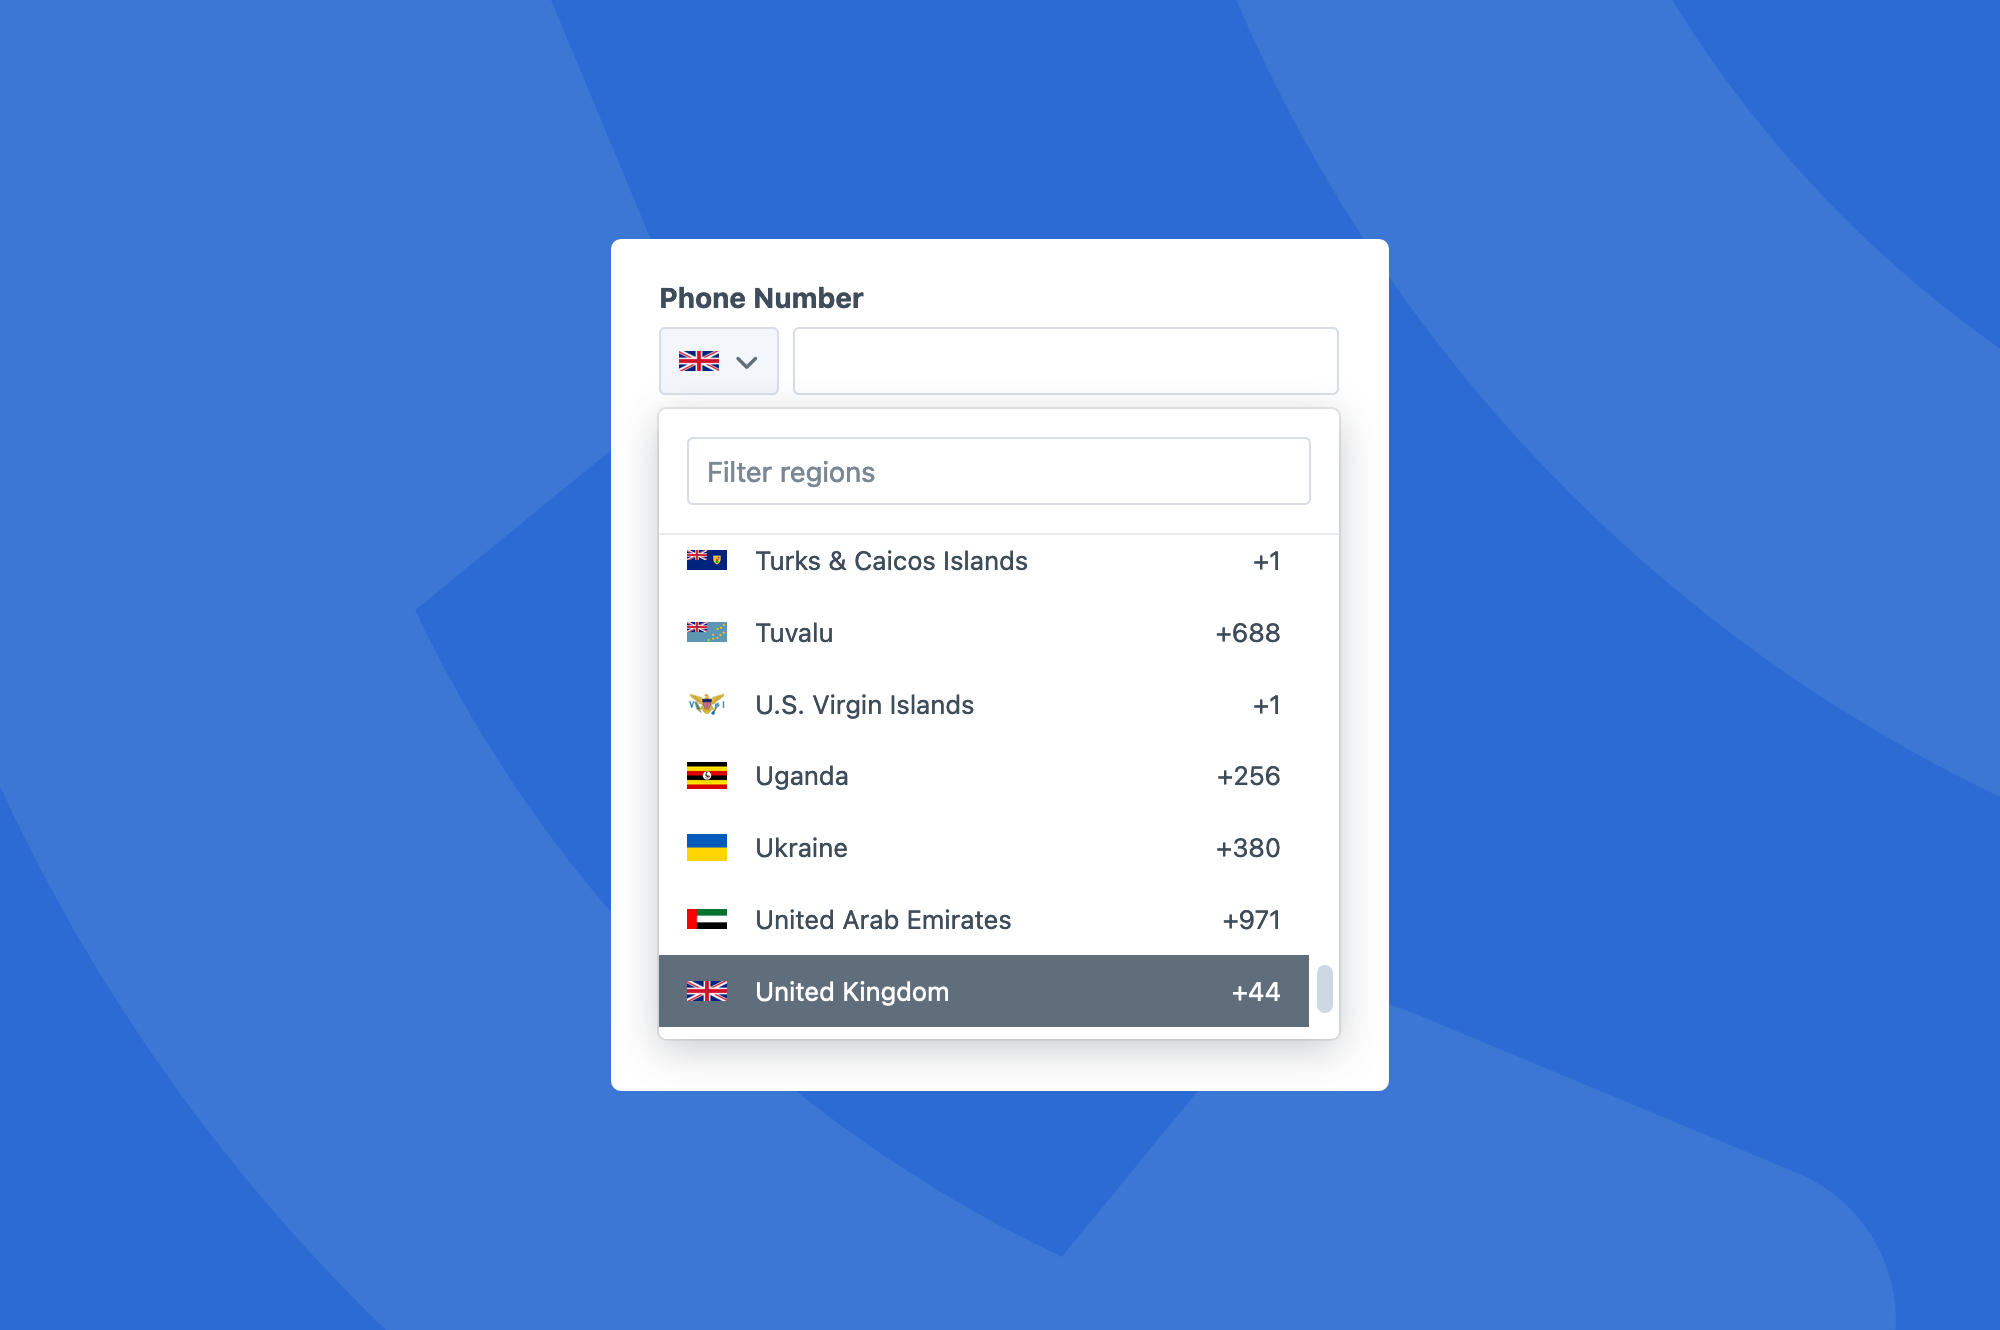 Phone Number
Filter regions
Turks & Caicos Islands +1
Tuvalu +688
U.S. Virgin Islands +1
Uganda +256
Ukraine +380
United Arab Emirates +971
United Kingdom +44